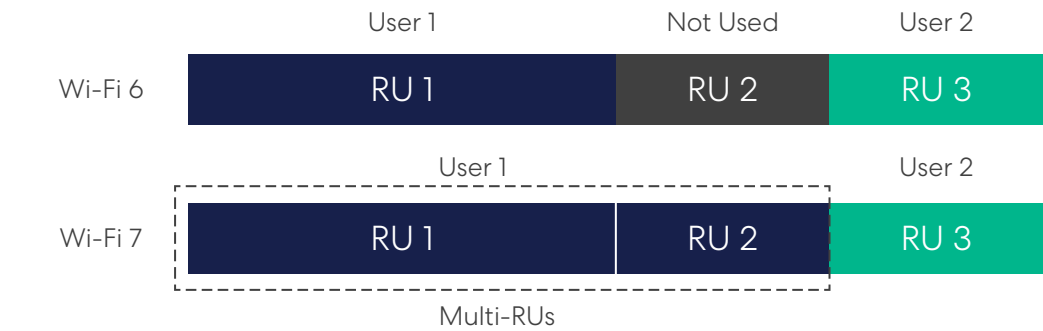 User 1 Not Used User 2
Wi-Fi 6 RU 1 RU 2 RU 3
User 1 User 2
Wi-Fi 7 RU 1 RU 2 RU 3
Multi-RUs